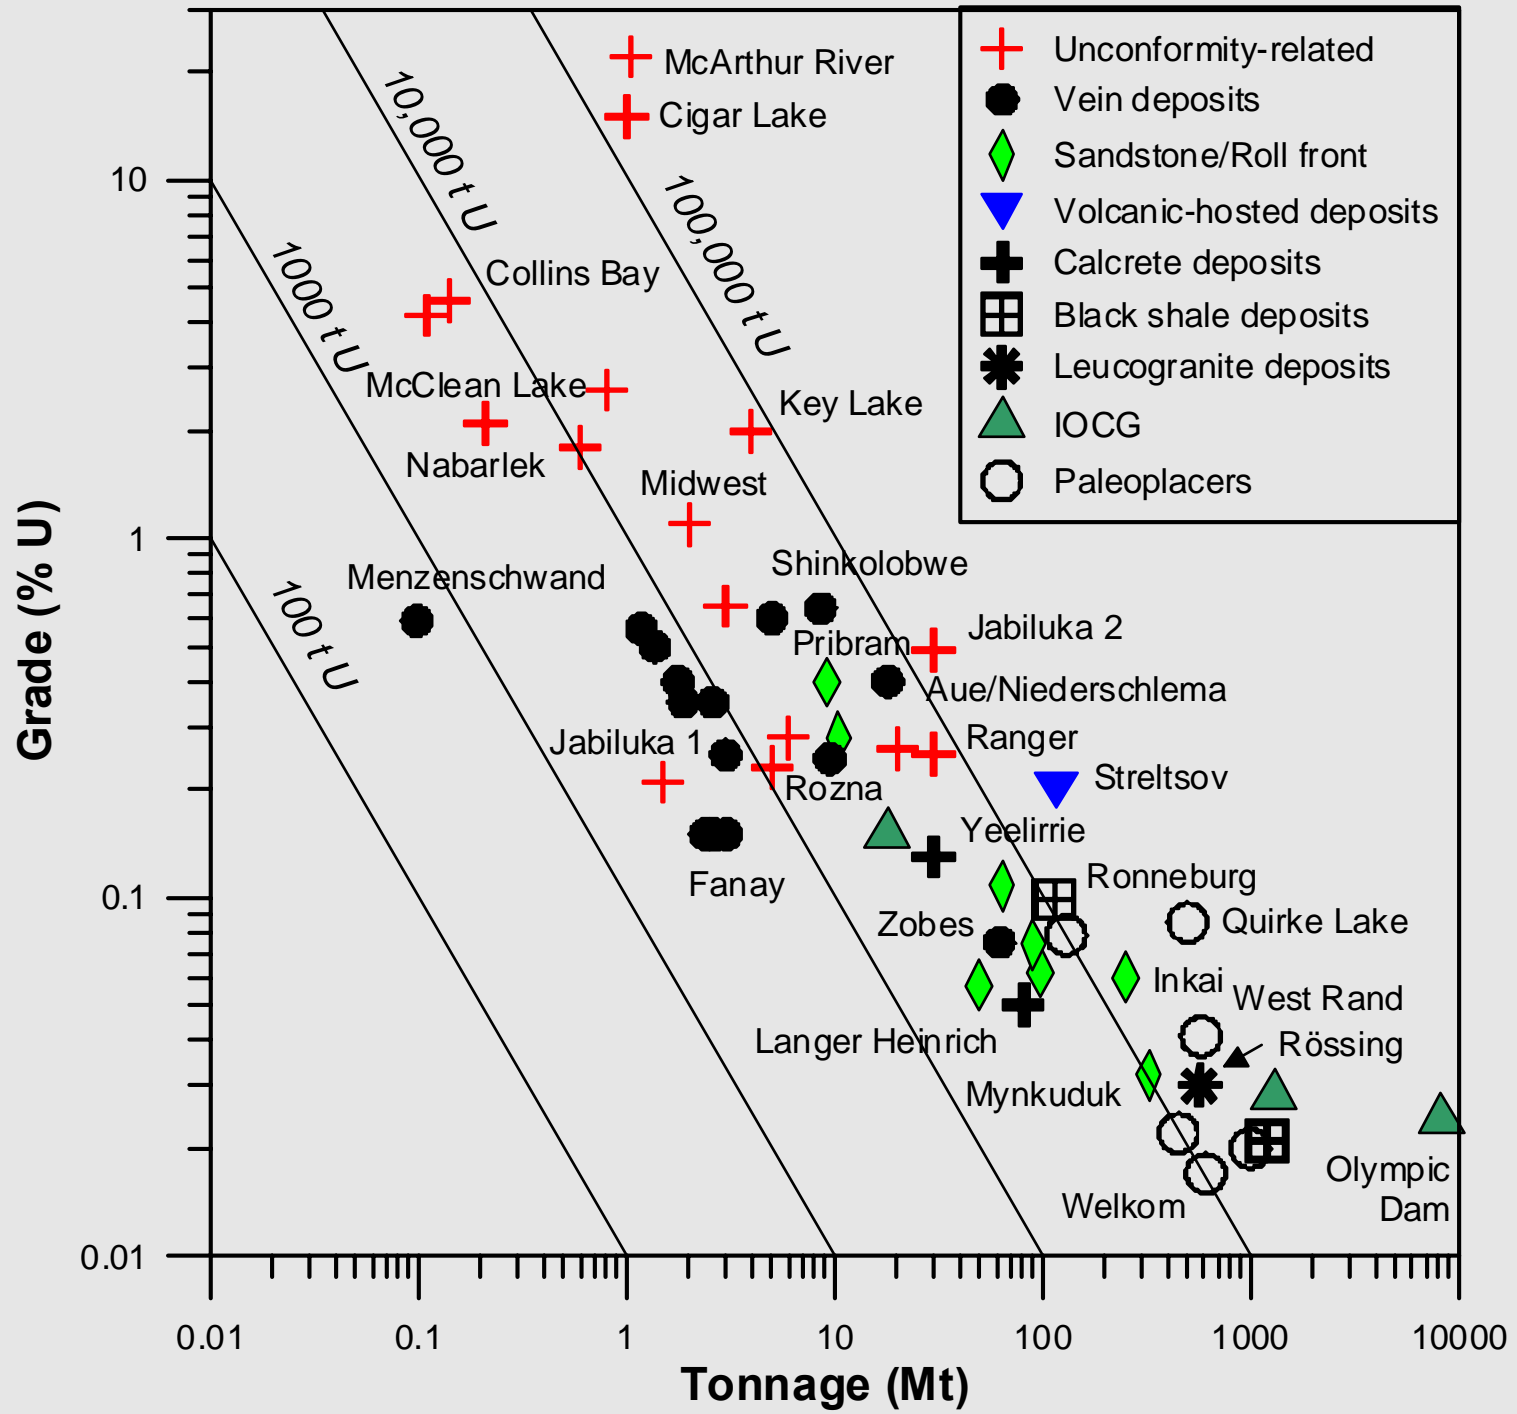 McArthur River
Cigar Lake
10,000 t U
100,000 t U
1000 t U
100 t U
Collins Bay
McClean Lake
Key Lake
Nabarlek
Midwest
Menzenschwand
Shinkolobwe
Jabiluka 2
Pribram
Aue/Niederschlema
Jabiluka 1
Ranger
Rozna
Streltsov
Yeelirrie
Fanay
Ronneburg
Zobes
Quirke Lake
Inkai
West Rand
Langer Heinrich
Rössing
Mynkuduk
Olympic
Dam
Welkom
Unconformity-related
Vein deposits
Sandstone/Roll front
Volcanic-hosted deposits
Calcrete deposits
Black shale deposits
Leucogranite deposits
IOCG
Paleoplacers
Grade (% U)
10
1
0.1
0.01
0.01 0.1 1 10 100 1000 10000
Tonnage (Mt)